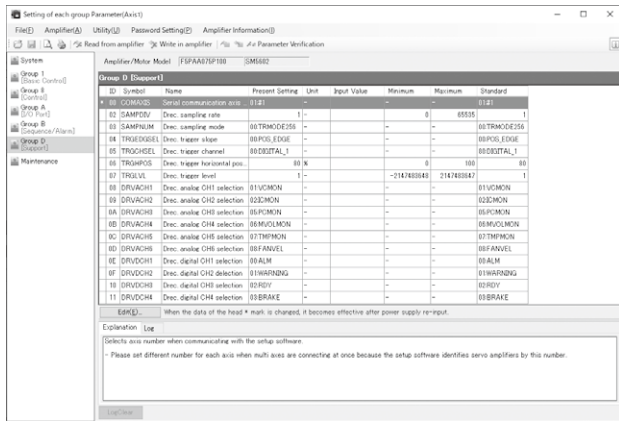 Setting of each group Parameter(Axis1)
File(F) Amplifier(A) Utility(U) Password Setting(P) Amplifier Information(I)
Read from amplifier Write in amplifier Parameter Verification
System
Group 1
[Basic Control]
Group 8
[Control]
Group A
[I/O Port]
Group B
[Sequence/Alarm]
Group D
[Support]
Maintenance
Amplifier/Motor Model F5PAA075P100 SM5602
Group D [Support]
ID Symbol Name Present Setting Unit Input Value Minimum Maximum Standard
* 00 COMAXIS Serial communication axis ... 01:#1 - - - 01:#1
02 SAMPDIV Drec. sampling rate 1 - 0 65535 1
03 SAMPNUM Drec. sampling mode 00:TRMODE256 - - - 00:TRMODE256
04 TRGEDGSEL Drec. trigger slope 00:POS_EDGE - - - 00:POS_EDGE
05 TRGCHSEL Drec. trigger channel 00:DIGITAL_1 - - - 00:DIGITAL_1
06 TRGHPOS Drec. trigger horizontal pos... 80 % 0 100 80
07 TRGLVL Drec. trigger level 1 - -2147483648 2147483647 1
08 DRVACH1 Drec. analog CH1 selection 01:VCMON - - - 01:VCMON
09 DRVACH2 Drec. analog CH2 selection 02:ICMON - - - 02:ICMON
0A DRVACH3 Drec. analog CH3 selection 05:PCMON - - - 05:PCMON
0B DRVACH4 Drec. analog CH4 selection 06:MVOLMON - - - 06:MVOLMON
0C DRVACH5 Drec. analog CH5 selection 07:TMPMON - - - 07:TMPMON
0D DRVACH6 Drec. analog CH6 selection 08:FANVEL - - - 08:FANVEL
0E DRVDCH1 Drec. digital CH1 selection 00:ALM - - - 00:ALM
0F DRVDCH2 Drec. digital CH2 delection 01:WARNING - - - 01:WARNING
10 DRVDCH3 Drec. digital CH3 selection 02:RDY - - - 02:RDY
11 DRVDCH4 Drec. digital CH4 selection 03:BRAKE - - - 03:BRAKE
Edit(E)... When the data of the head * mark is changed, it becomes effective after power supply re-input.
Explanation Log
Selects axis number when communicating with the setup software.
- Please set different number for each axis when multi axes are connecting at once because the setup software identifies servo amplifiers by this number.
LogClear